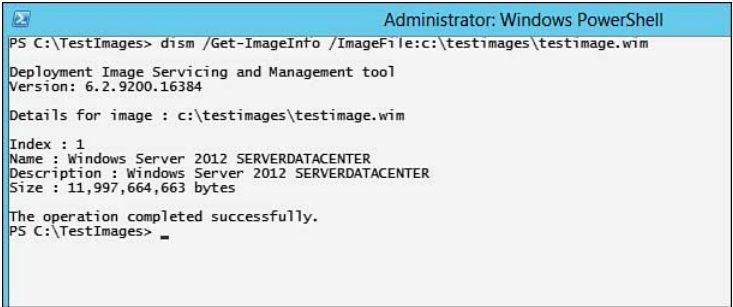 Administrator: Windows PowerShell
PS C:\TestImages> dism /Get-ImageInfo /ImageFile:c:\testimages\testimage.wim
Deployment Image Servicing and Management tool
Version: 6.2.9200.16384
Details for image : c:\testimages\testimage.wim
Index : 1
Name : Windows Server 2012 SERVERDATACENTER
Description : Windows Server 2012 SERVERDATACENTER
Size : 11,997,664,663 bytes
The operation completed successfully.
PS C:\TestImages> _